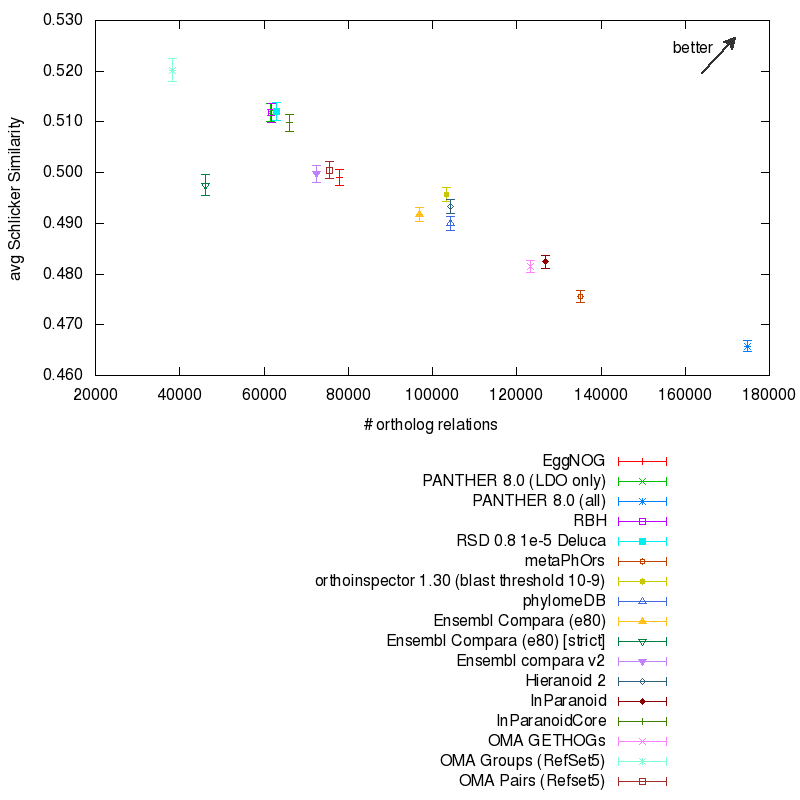 0.530
better
0.520
0.510
0.500
0.490
0.480
0.470
0.460
avg Schlicker Similarity
20000 40000 60000 80000 100000 120000 140000 160000 180000
# ortholog relations
EggNOG
PANTHER 8.0 (LDO only)
PANTHER 8.0 (all)
RBH
RSD 0.8 1e-5 Deluca
metaPhOrs
orthoinspector 1.30 (blast threshold 10-9)
phylomeDB
Ensembl Compara (e80)
Ensembl Compara (e80) [strict]
Ensembl compara v2
Hieranoid 2
InParanoid
InParanoidCore
OMA GETHOGs
OMA Groups (RefSet5)
OMA Pairs (Refset5)